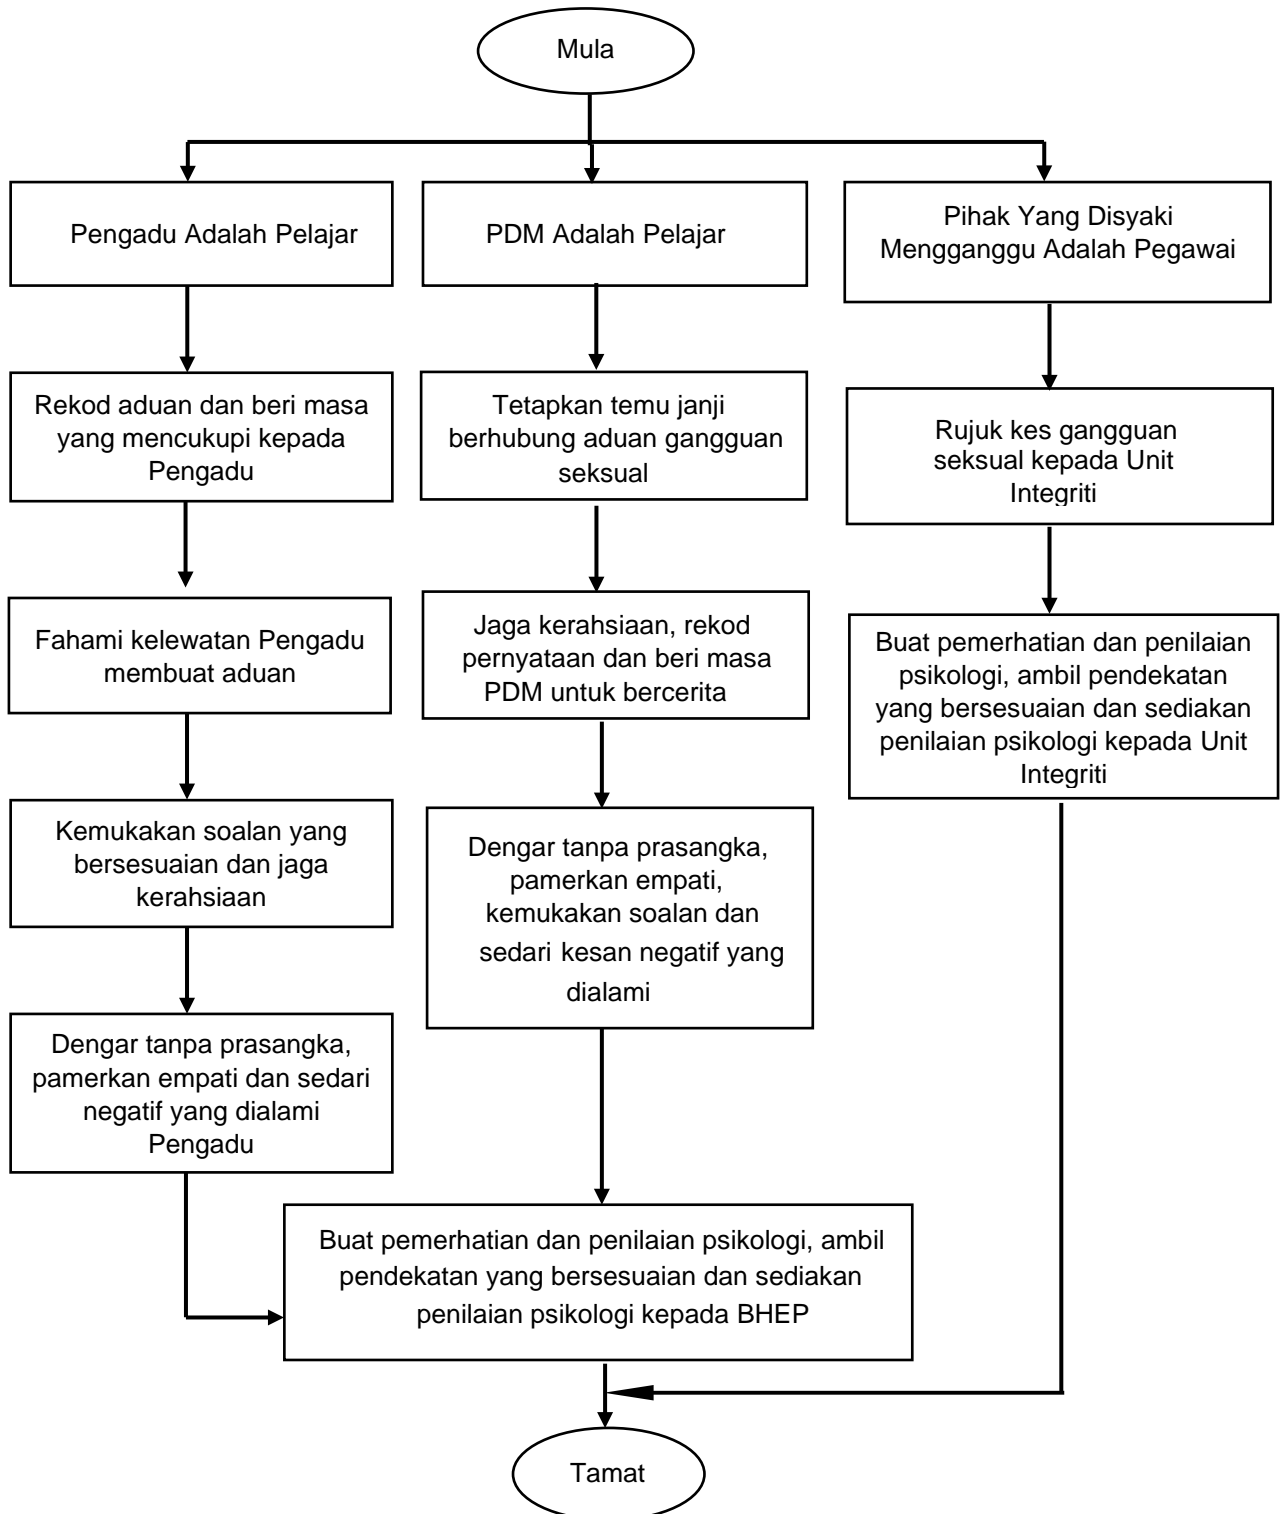 Mula
Pengadu Adalah Pelajar
PDM Adalah Pelajar
Pihak Yang Disyaki
Mengganggu Adalah Pegawai
Rekod aduan dan beri masa
yang mencukupi kepada
Pengadu
Tetapkan temu janji
berhubung aduan gangguan
seksual
Rujuk kes gangguan
seksual kepada Unit
Integriti
Fahami kelewatan Pengadu
membuat aduan
Jaga kerahsiaan, rekod
pernyataan dan beri masa
PDM untuk bercerita
Buat pemerhatian dan penilaian
psikologi, ambil pendekatan
yang bersesuaian dan sediakan
penilaian psikologi kepada Unit
Integriti
Kemukakan soalan yang
bersesuaian dan jaga
kerahsiaan
Dengar tanpa prasangka,
pamerkan empati,
kemukakan soalan dan
sedari kesan negatif yang
dialami
Dengar tanpa prasangka,
pamerkan empati dan sedari
negatif yang dialami
Pengadu
Buat pemerhatian dan penilaian psikologi, ambil
pendekatan yang bersesuaian dan sediakan
penilaian psikologi kepada BHEP
Tamat